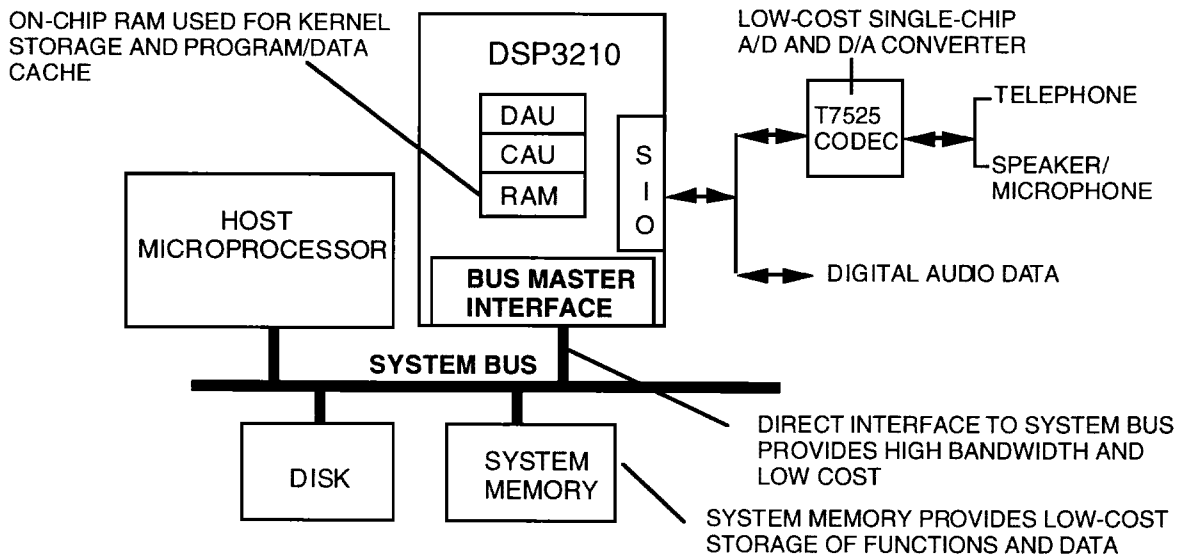 ON-CHIP RAM USED FOR KERNEL
STORAGE AND PROGRAM/DATA
CACHE
DSP3210
DAU
CAU
RAM
S
I
O
BUS MASTER
INTERFACE
LOW-COST SINGLE-CHIP
A/D AND D/A CONVERTER
T7525
CODEC
TELEPHONE
SPEAKER/
MICROPHONE
DIGITAL AUDIO DATA
HOST
MICROPROCESSOR
SYSTEM BUS
DISK
SYSTEM
MEMORY
DIRECT INTERFACE TO SYSTEM BUS
PROVIDES HIGH BANDWIDTH AND
LOW COST
SYSTEM MEMORY PROVIDES LOW-COST
STORAGE OF FUNCTIONS AND DATA